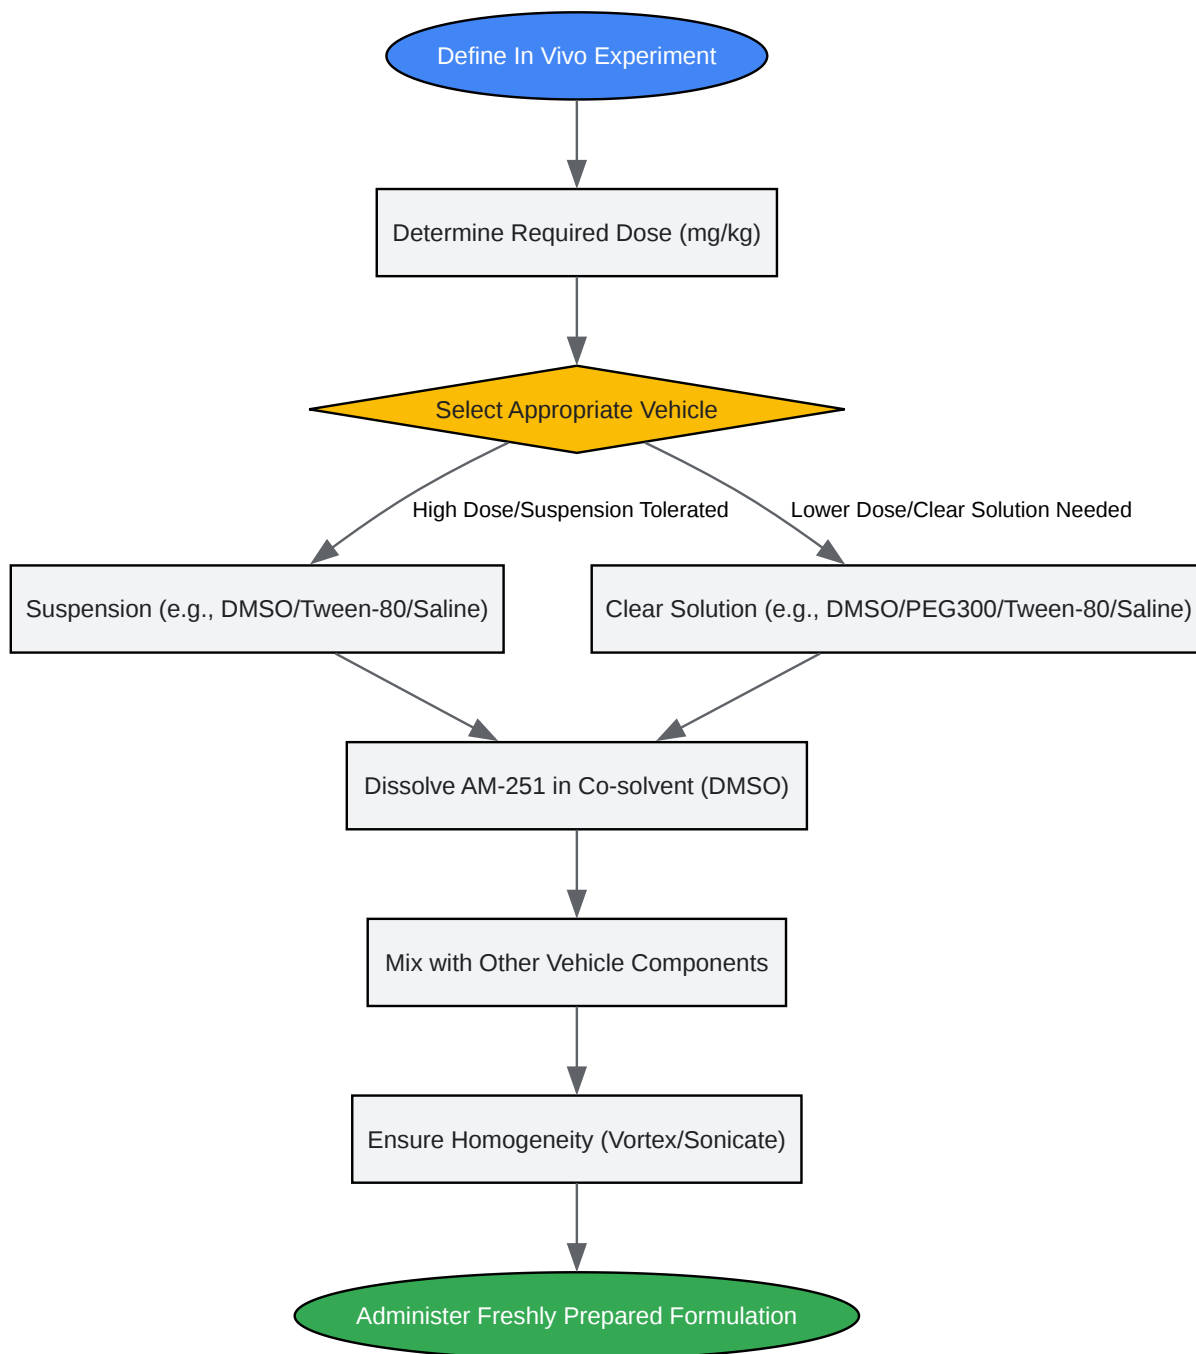 Define In Vivo Experiment
Determine Required Dose (mg/kg)
Select Appropriate Vehicle
High Dose/Suspension Tolerated
Lower Dose/Clear Solution Needed
Suspension (e.g., DMSO/Tween-80/Saline)
Clear Solution (e.g., DMSO/PEG300/Tween-80/Saline)
Dissolve AM-251 in Co-solvent (DMSO)
Mix with Other Vehicle Components
Ensure Homogeneity (Vortex/Sonicate)
Administer Freshly Prepared Formulation